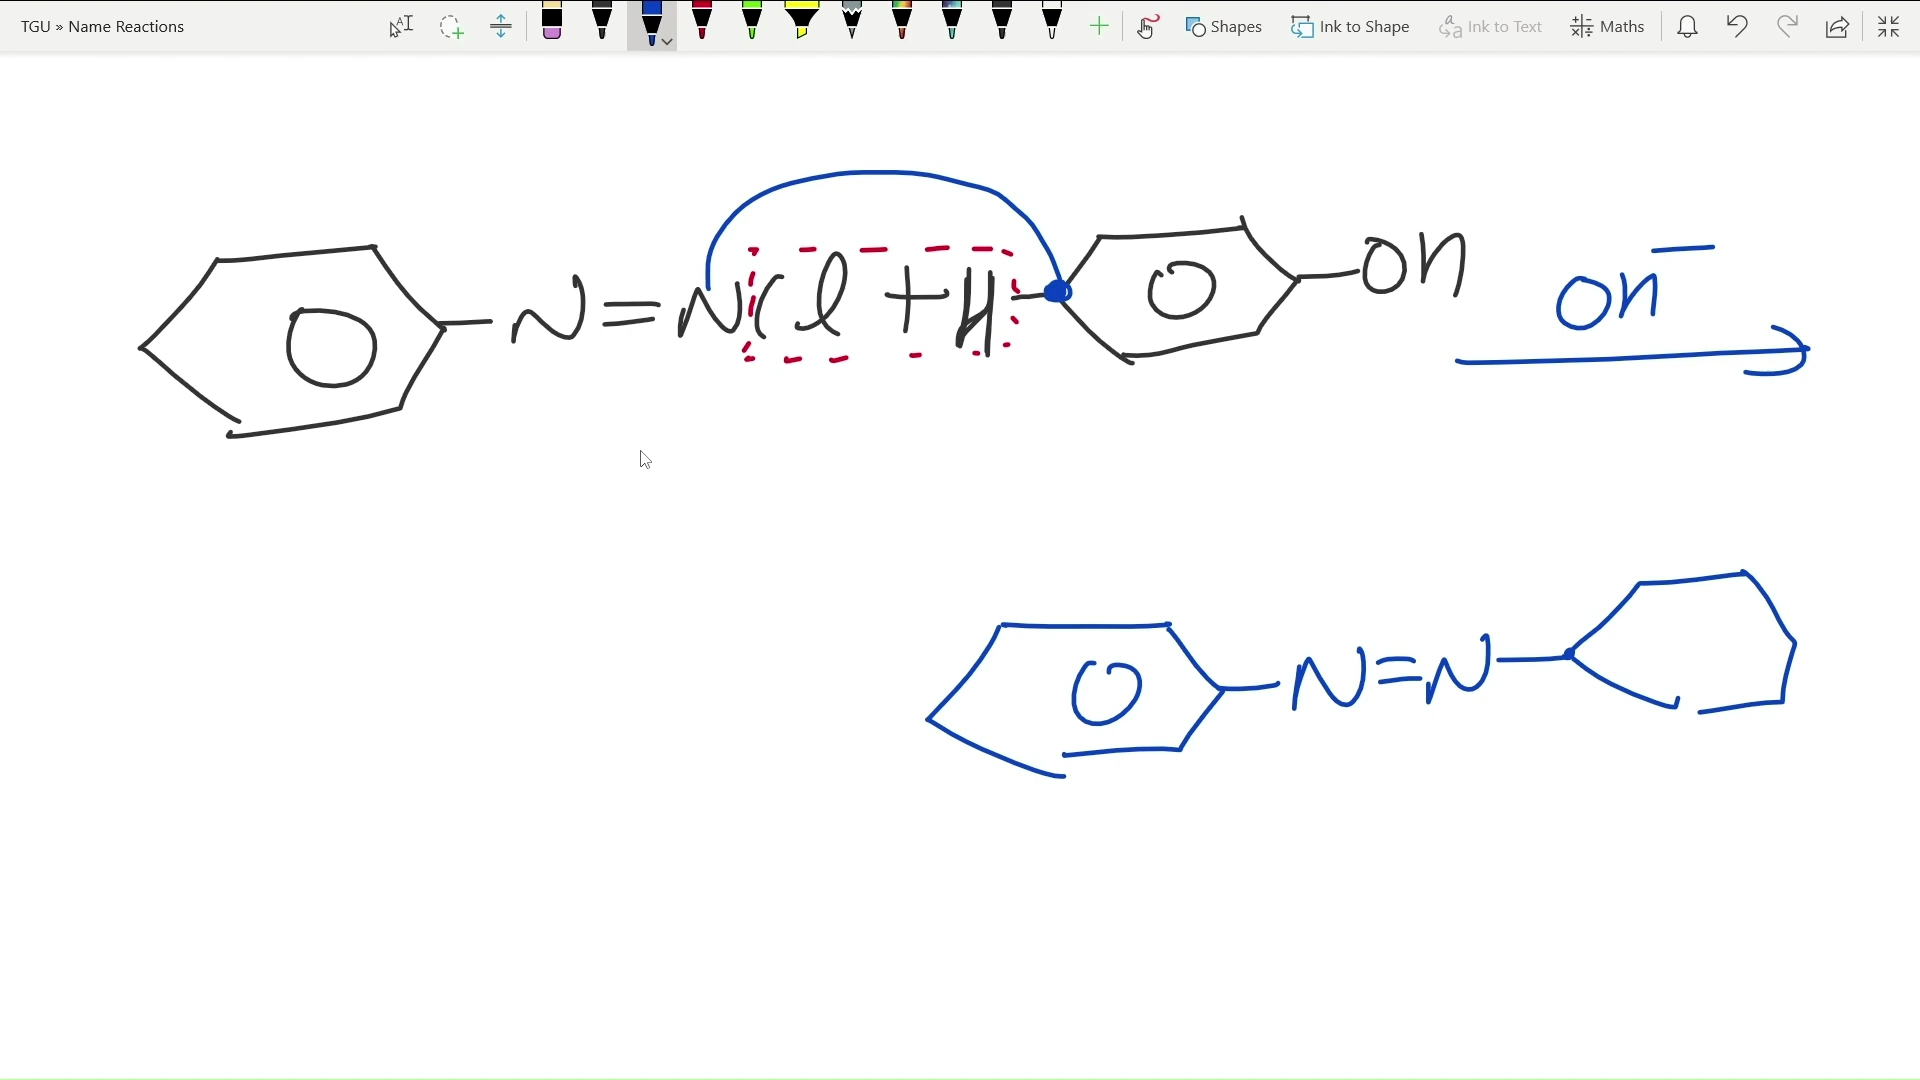 TGU » Name Reactions
Shapes
Ink to Shape
Ink to Text
Maths
N=NCl + H
OH
OH⁻
N=N